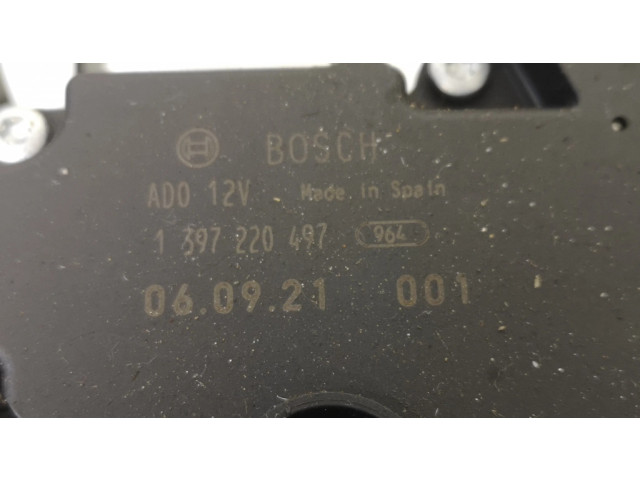 BOSCH
ADO 12V Made in Spain
1 397 220 497 964
06.09.21 001